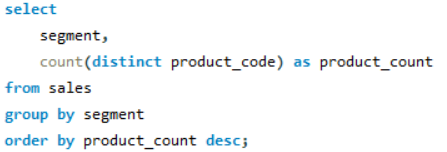 select
segment,
count(distinct product_code) as product_count
from sales
group by segment
order by product_count desc;